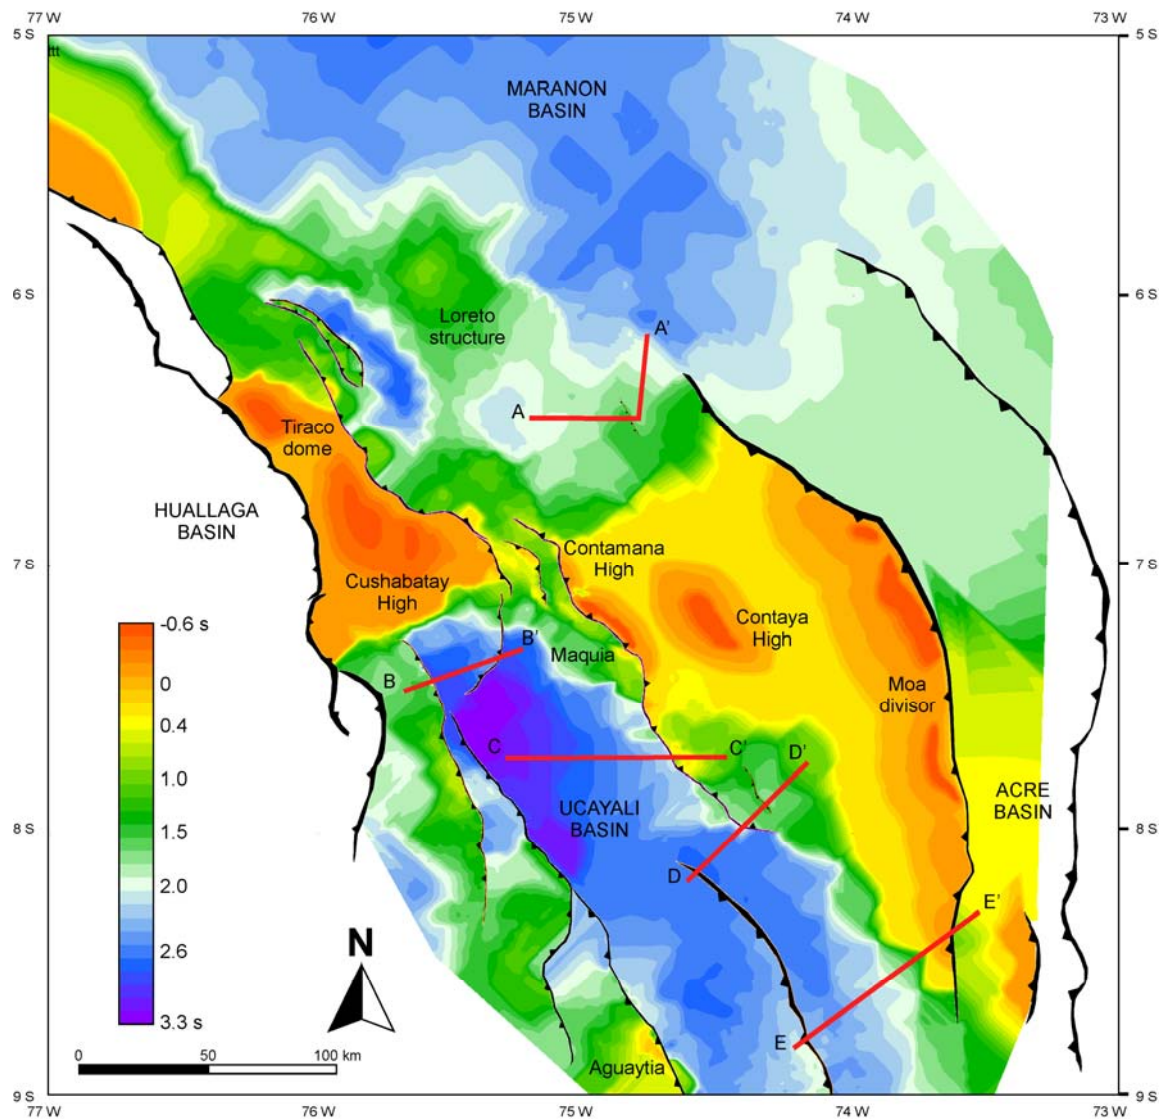 77 W 76 W 75 W 74 W 73 W
5 S 5 S
ttt
MARANON
BASIN
6 S 6 S
Loreto
structure
A'
A
Tiraco
dome
HUALLAGA
BASIN
Contamana
High
7 S 7 S
Cushabatay
High
Contaya
High
-0.6 s
B'
Maquia
0
B
Moa
divisor
0.4
C C' D'
1.0
ACRE
BASIN
UCAYALI
BASIN
8 S 8 S
1.5
D
2.0
E'
N
2.6
3.3 s
E
0 50 100 km
Aguaytia
9 S 9 S
77 W 76 W 75 W 74 W 73 W